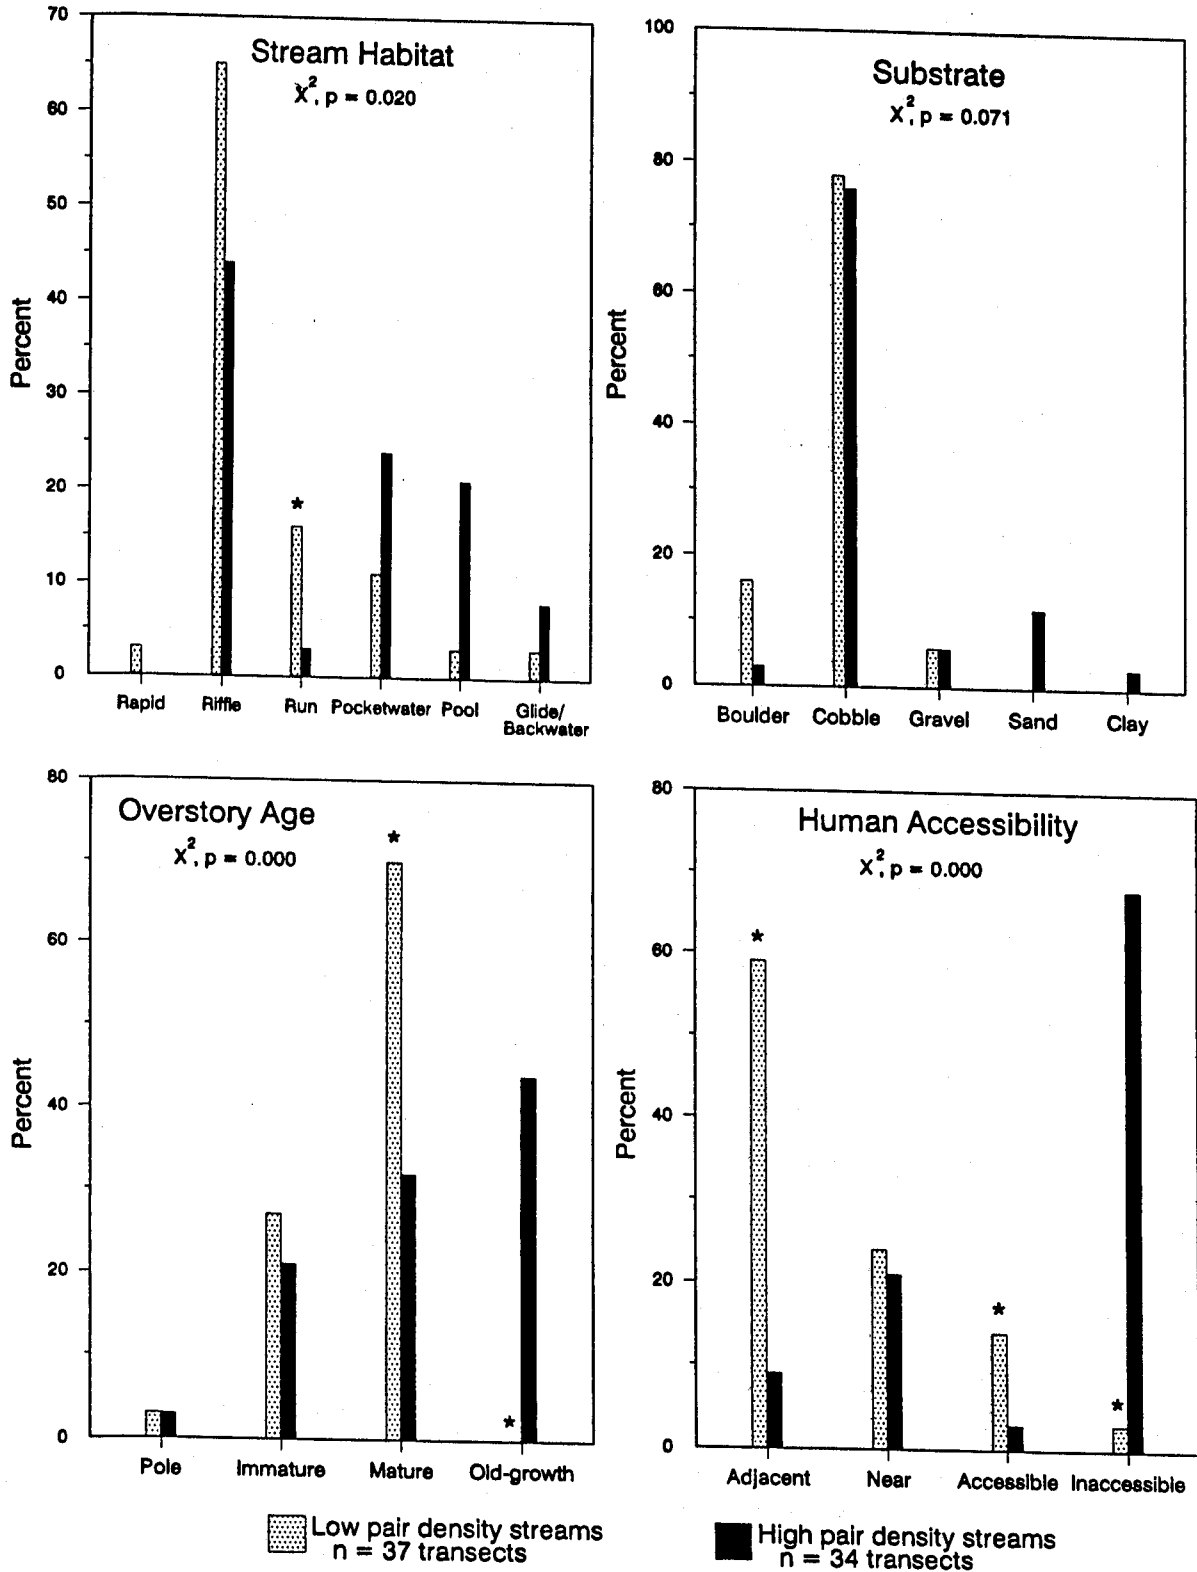 Stream Habitat
X², p = 0.020
Percent
70
60
50
40
30
20
10
0
Rapid Riffle Run Pocketwater Pool Glide/
Backwater
Substrate
X², p = 0.071
Percent
100
80
60
40
20
0
Boulder Cobble Gravel Sand Clay
Overstory Age
X², p = 0.000
Percent
80
60
40
20
0
* *
Pole Immature Mature Old-growth
Human Accessibility
X², p = 0.000
Percent
80
60
40
20
0
Adjacent Near Accessible Inaccessible
Low pair density streams
n = 37 transects
High pair density streams
n = 34 transects